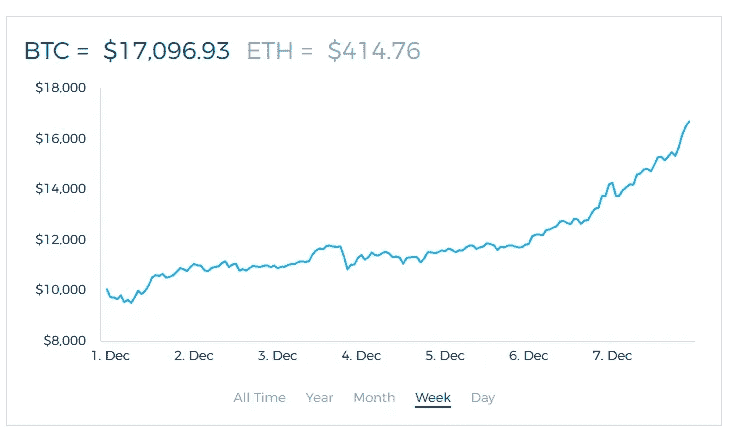 BTC = $17,096.93 ETH = $414.76
$18,000
$16,000
$14,000
$12,000
$10,000
$8,000
1. Dec 2. Dec 3. Dec 4. Dec 5. Dec 6. Dec 7. Dec
All Time Year Month Week Day